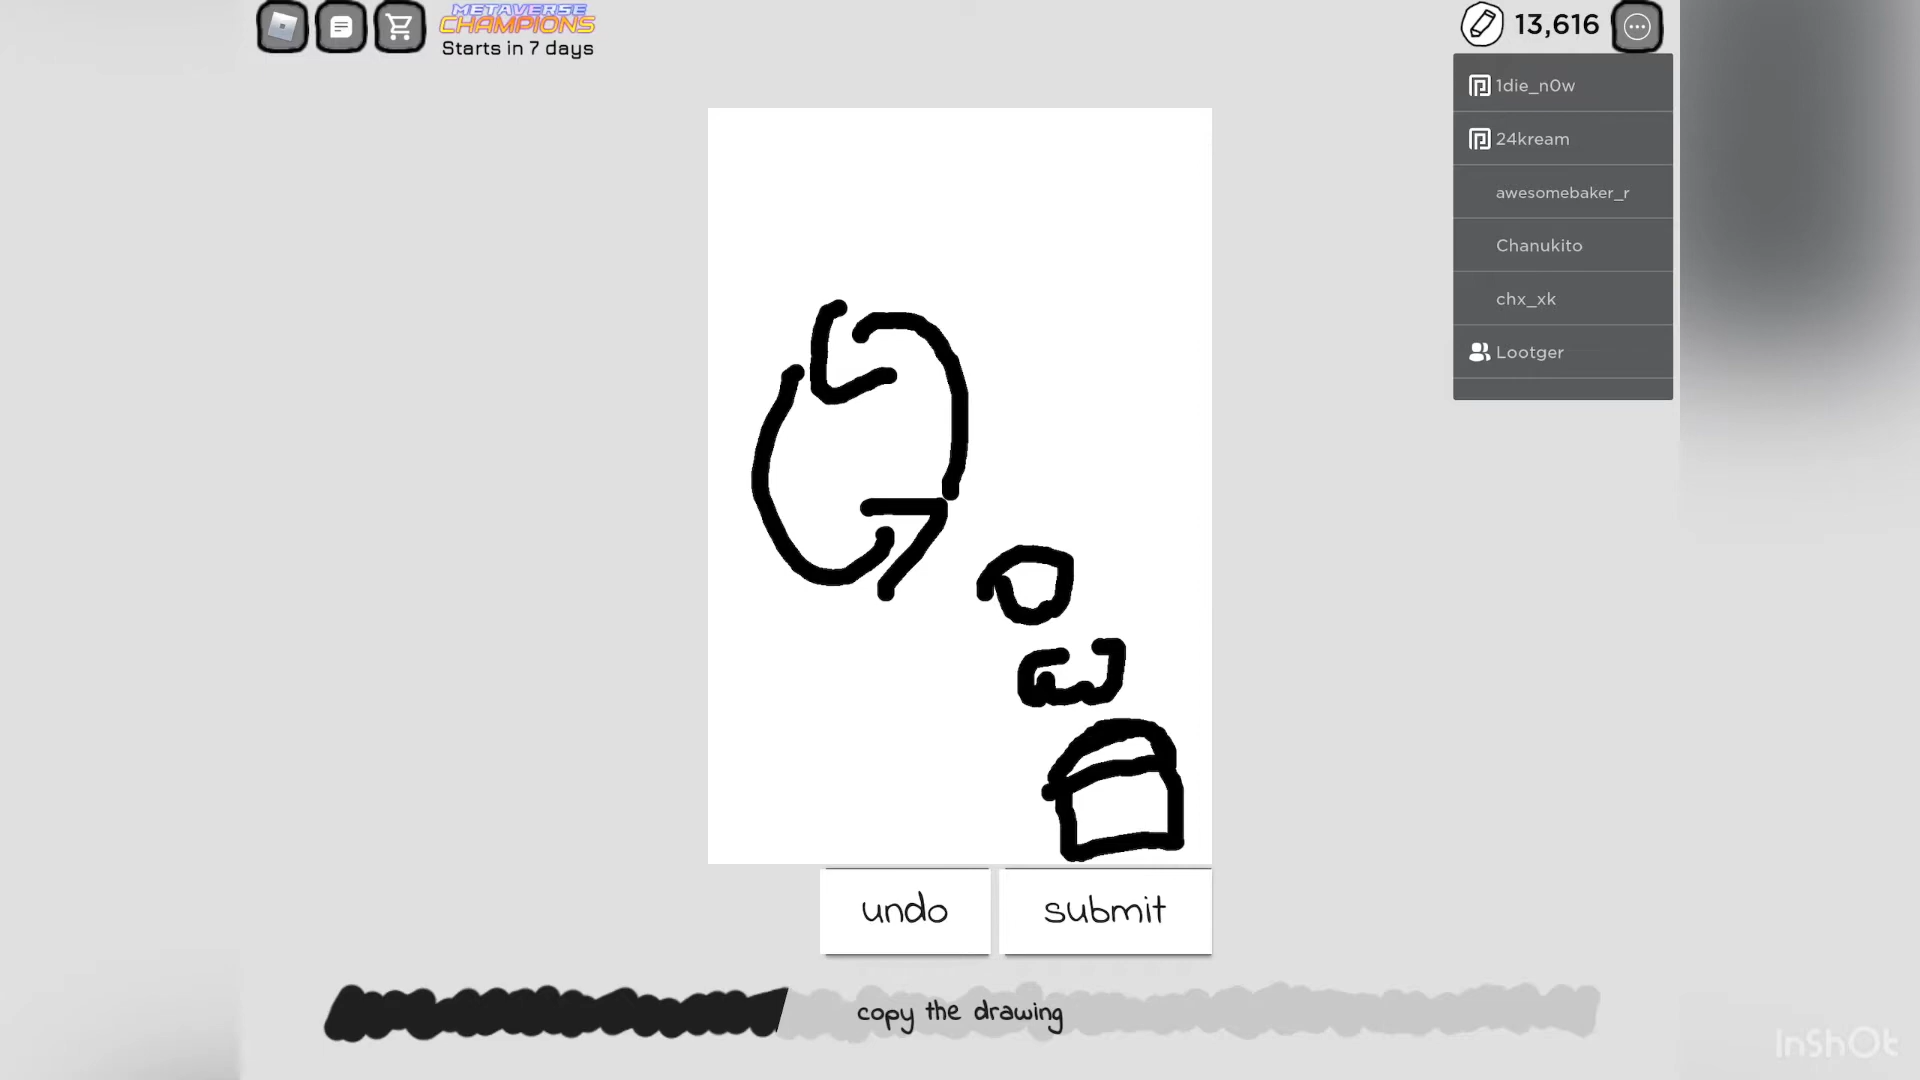 METAVERSE
CHAMPIONS
Starts in 7 days
13,616
1die_n0w
24kream
awesomebaker_r
Chanukito
chx_xk
Lootger
undo
submit
copy the drawing
InShOt